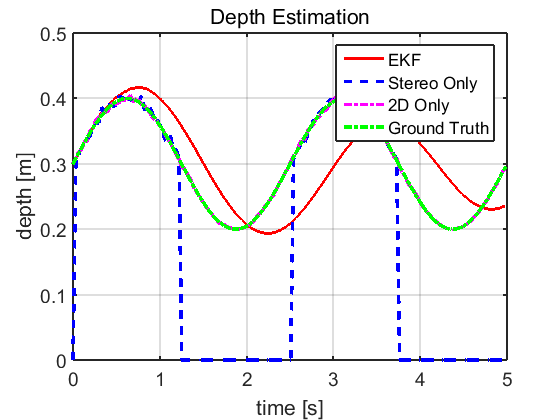 Depth Estimation
0.5
0.4
0.3
0.2
0.1
0
depth [m]
EKF
Stereo Only
2D Only
Ground Truth
0 1 2 3 4 5
time [s]